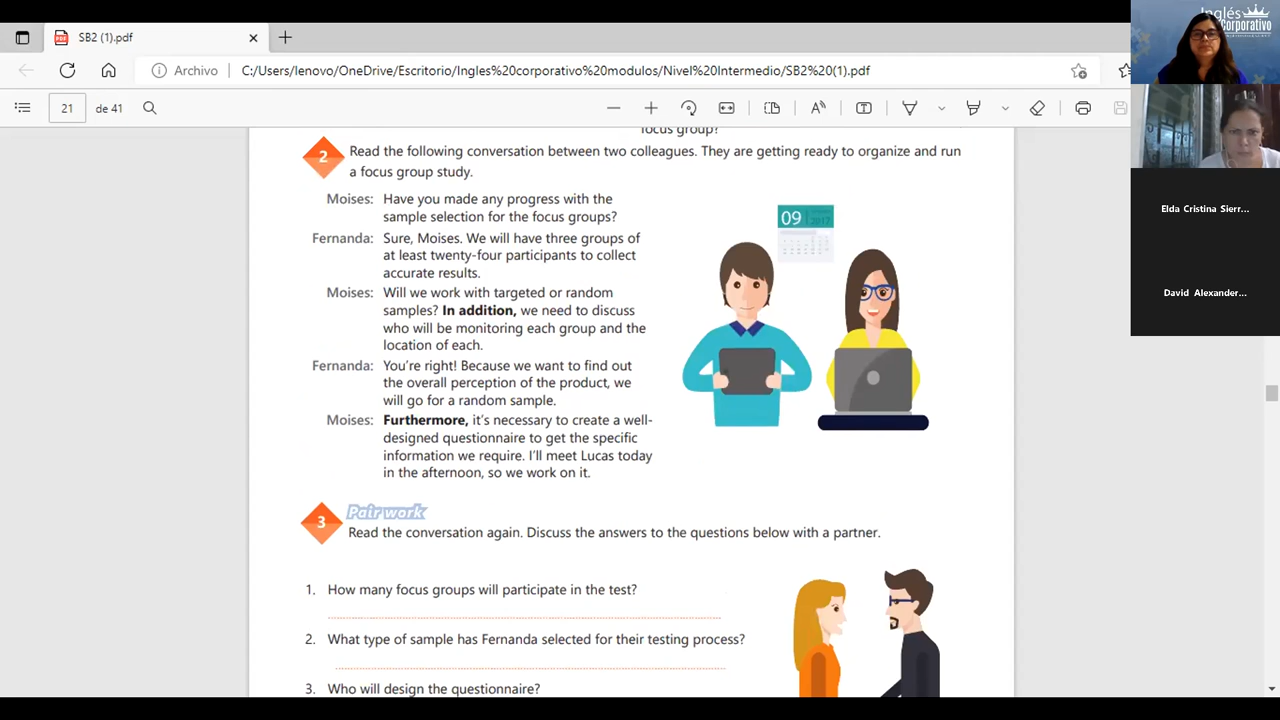 SB2 (1).pdf
Archivo
C:/Users/lenovo/OneDrive/Escritorio/Ingles%20corporativo%20modulos/Nivel%20Intermedio/SB2%20(1).pdf
21
de 41
Inglés
Corporativo
focus group?
2
Read the following conversation between two colleagues. They are getting ready to organize and run
a focus group study.
Moises: Have you made any progress with the
sample selection for the focus groups?
Fernanda: Sure, Moises. We will have three groups of
at least twenty-four participants to collect
accurate results.
Moises: Will we work with targeted or random
samples? In addition, we need to discuss
who will be monitoring each group and the
location of each.
Fernanda: You're right! Because we want to find out
the overall perception of the product, we
will go for a random sample.
Moises: Furthermore, it's necessary to create a well-
designed questionnaire to get the specific
information we require. I'll meet Lucas today
in the afternoon, so we work on it.
09
2017
Elda Cristina Sierr...
David Alexander...
3
Pair work
Read the conversation again. Discuss the answers to the questions below with a partner.
1. How many focus groups will participate in the test?
2. What type of sample has Fernanda selected for their testing process?
3. Who will design the questionnaire?